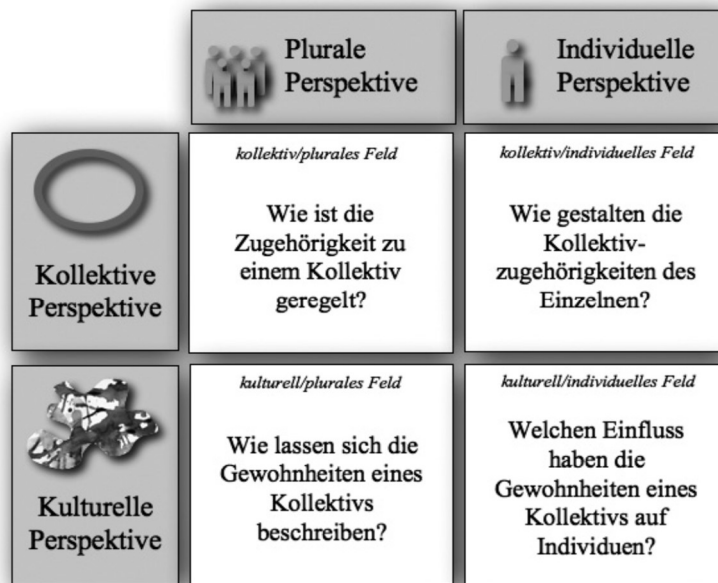 Plurale
Perspektive
Individuelle
Perspektive
Kollektive
Perspektive
kollektiv/plurales Feld
Wie ist die
Zugehörigkeit zu
einem Kollektiv
geregelt?
kollektiv/individuelles Feld
Wie gestalten die
Kollektiv-
zugehörigkeiten des
Einzelnen?
Kulturelle
Perspektive
kulturell/plurales Feld
Wie lassen sich die
Gewohnheiten eines
Kollektivs
beschreiben?
kulturell/individuelles Feld
Welchen Einfluss
haben die
Gewohnheiten eines
Kollektivs auf
Individuen?